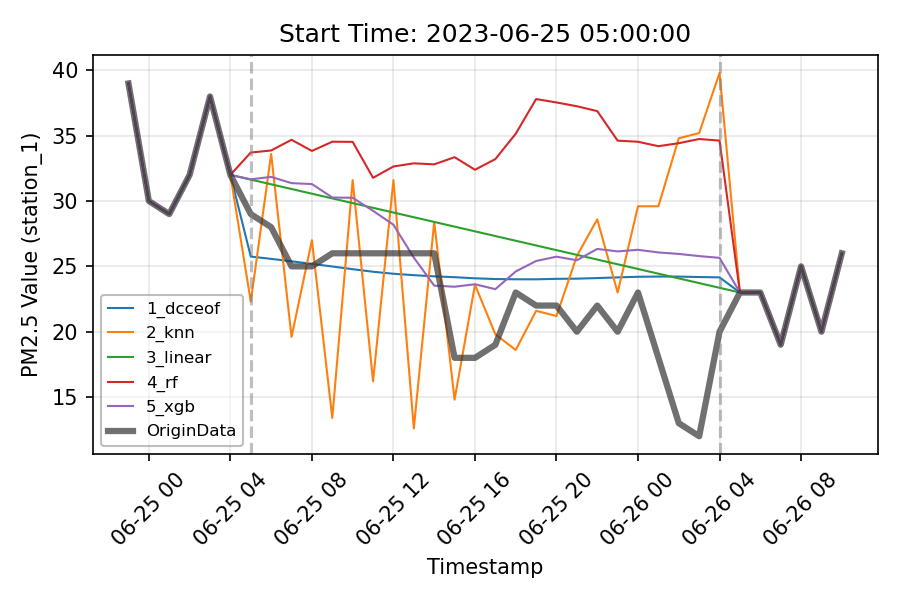 Start Time: 2023-06-25 05:00:00
PM2.5 Value (station_1)
40
35
30
25
20
15
1_dcceof
2_knn
3_linear
4_rf
5_xgb
OriginData
06-25 00
06-25 04
06-25 08
06-25 12
06-25 16
06-25 20
06-26 00
06-26 04
06-26 08
Timestamp